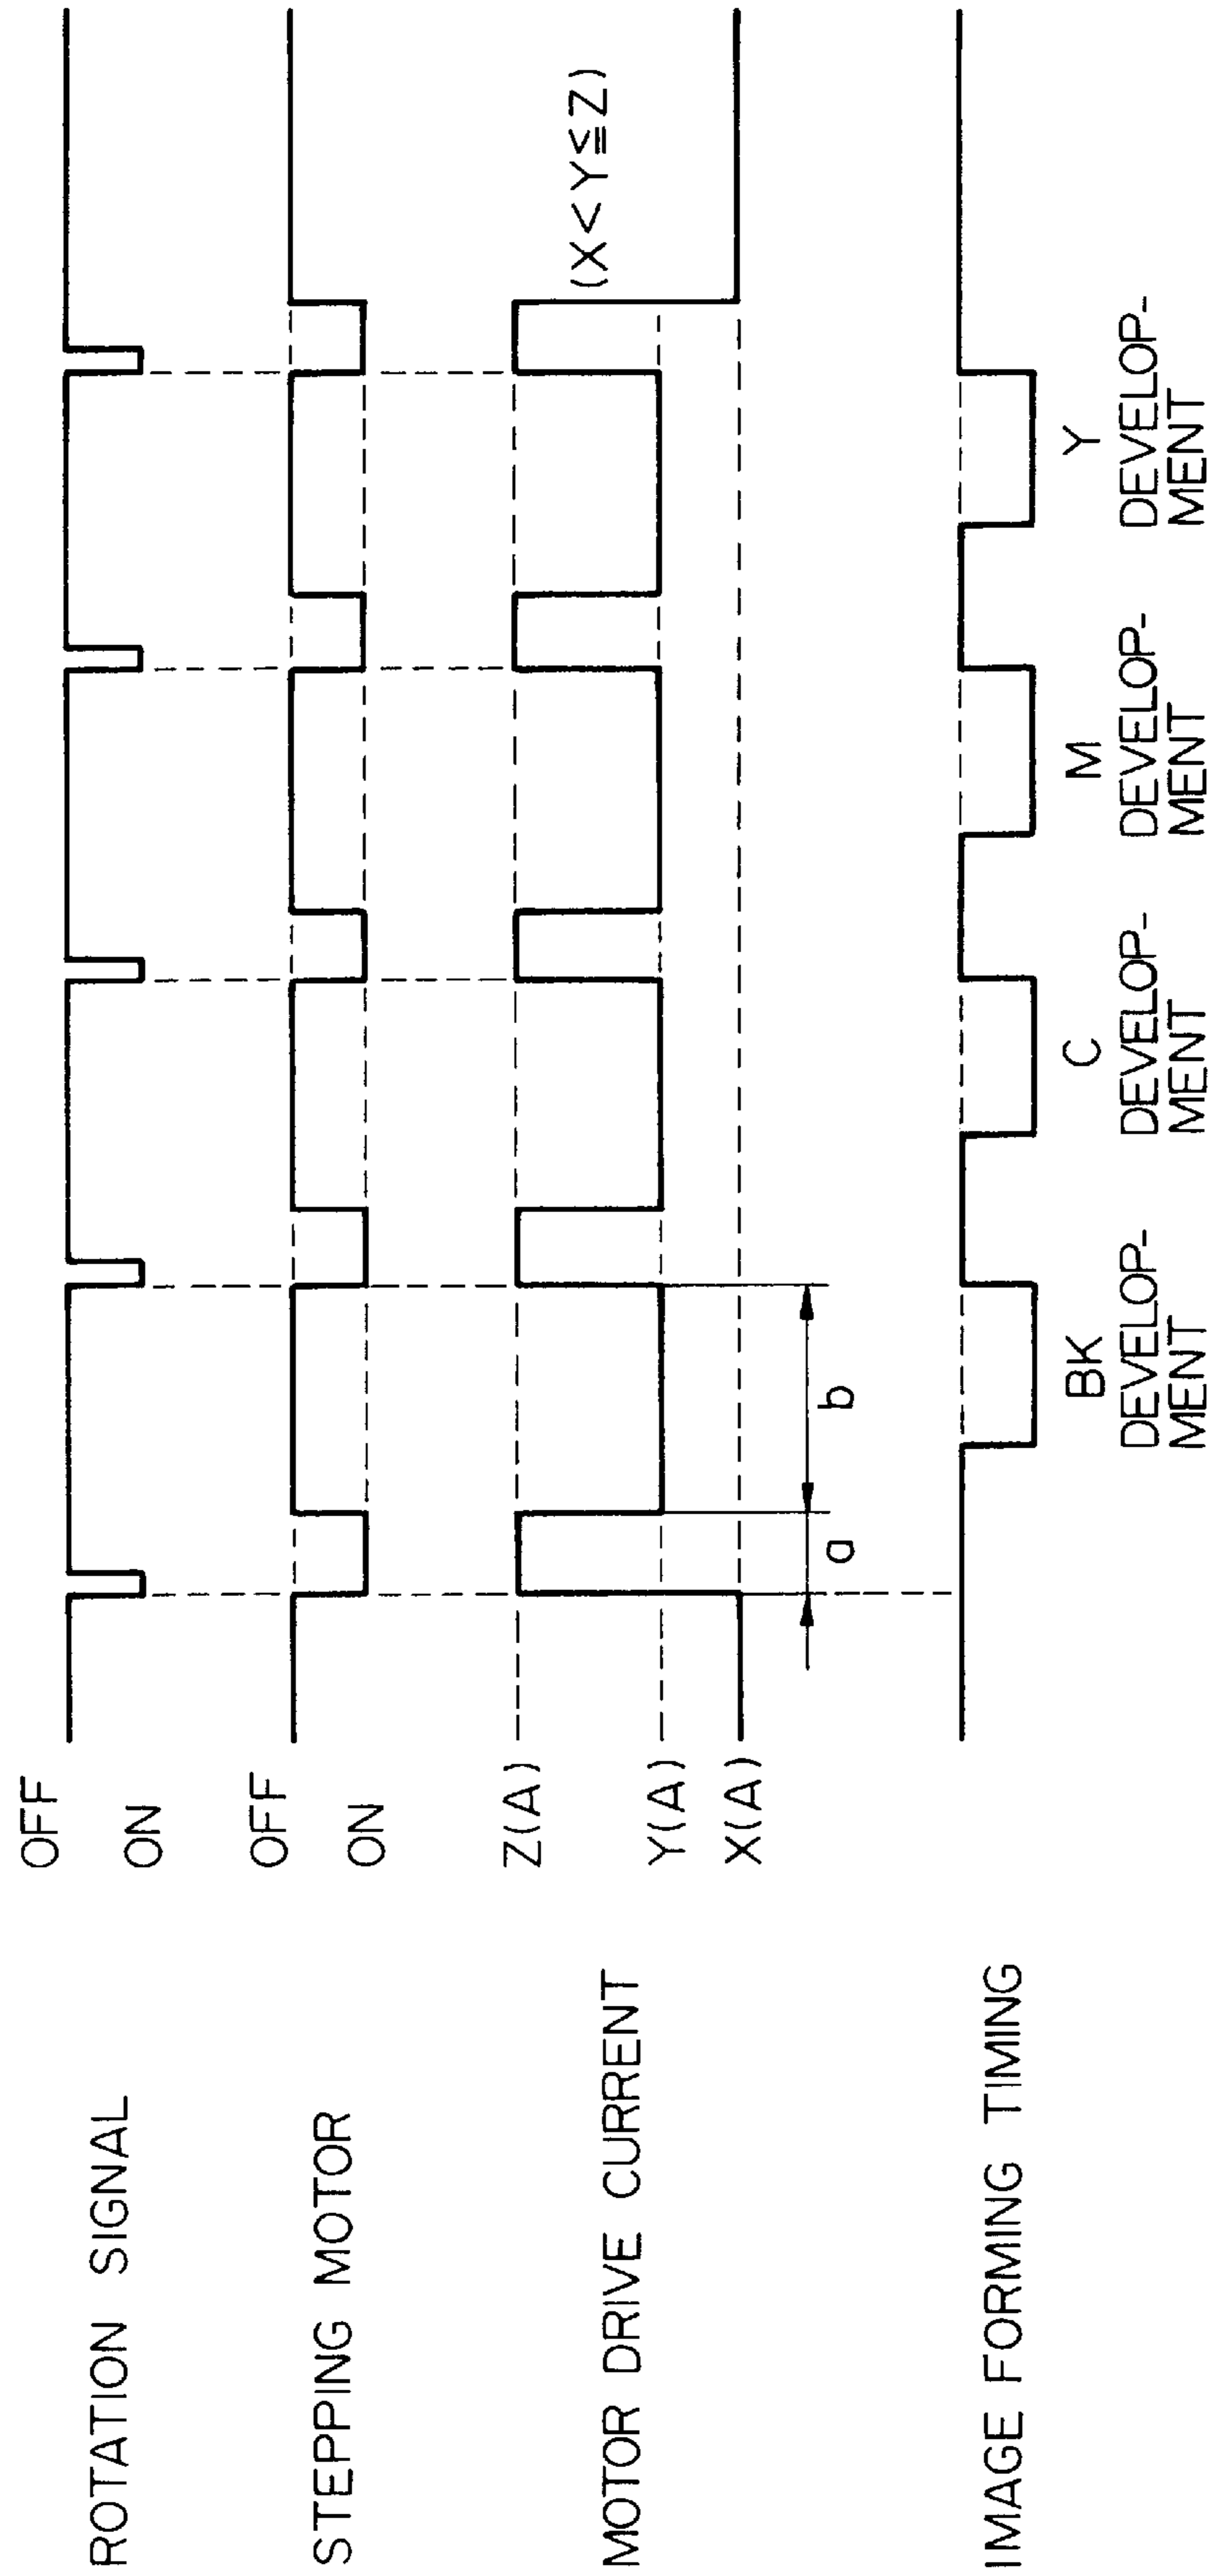 ROTATION SIGNAL
OFF
ON
STEPPING MOTOR
OFF
ON
MOTOR DRIVE CURRENT
Z(A)
Y(A)
X(A)
(X<Y≦Z)
a
b
IMAGE FORMING TIMING
BK
DEVELOP-
MENT
C
DEVELOP-
MENT
M
DEVELOP-
MENT
Y
DEVELOP-
MENT